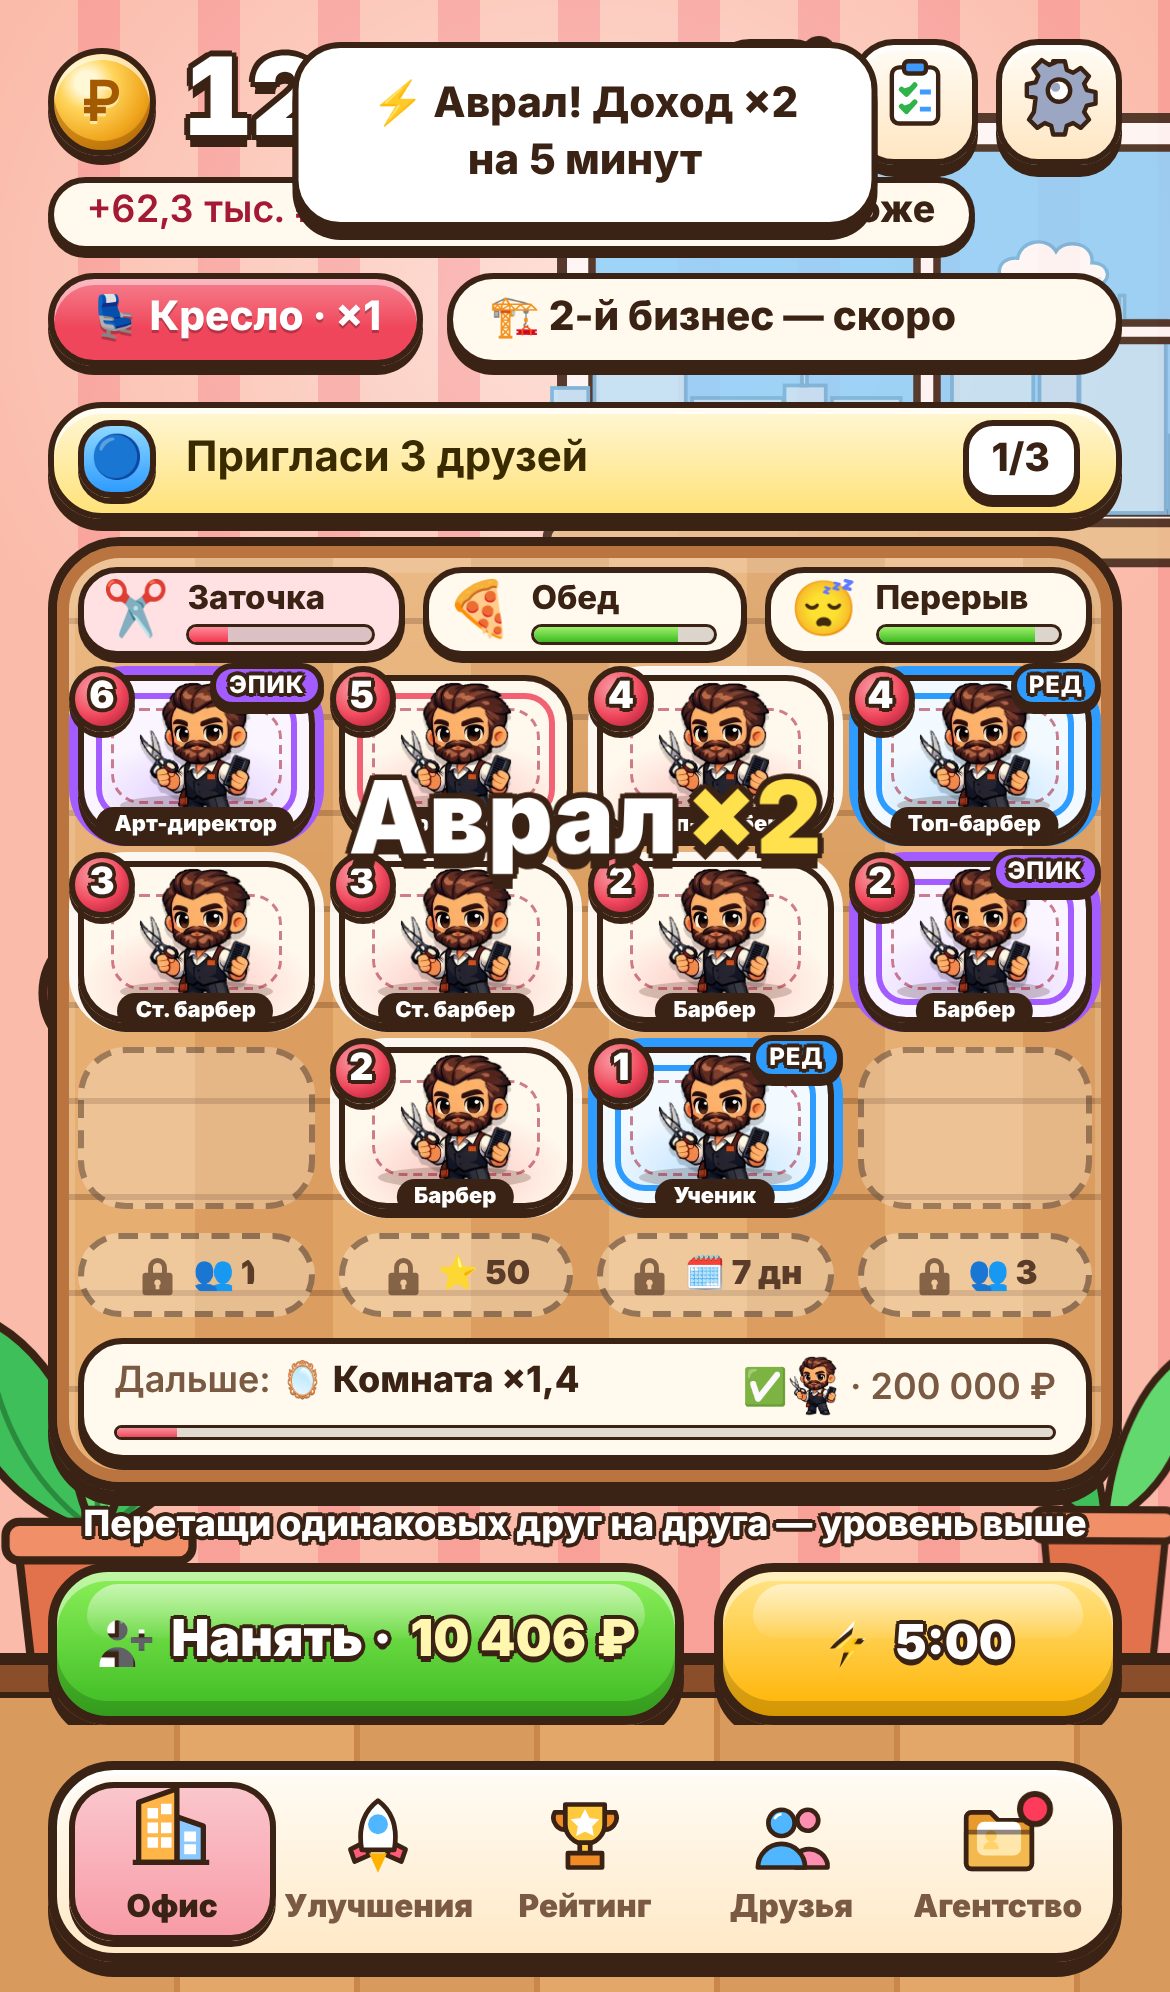 ₽ 12
⚡ Аврал! Доход ×2
на 5 минут
+62,3 тыс.
Кресло · ×1
2-й бизнес — скоро
Пригласи 3 друзей
1/3
Заточка
Обед
Перерыв
6 ЭПИК
5
4
4 РЕД
Арт-директор
Топ-барбер
Аврал ×2
3
3
2
2 ЭПИК
Ст. барбер
Ст. барбер
Барбер
Барбер
2
1 РЕД
Барбер
Ученик
1
50
7 дн
3
Дальше: Комната ×1,4
· 200 000 ₽
Перетащи одинаковых друг на друга — уровень выше
Нанять · 10 406 ₽
5:00
Офис
Улучшения
Рейтинг
Друзья
Агентство